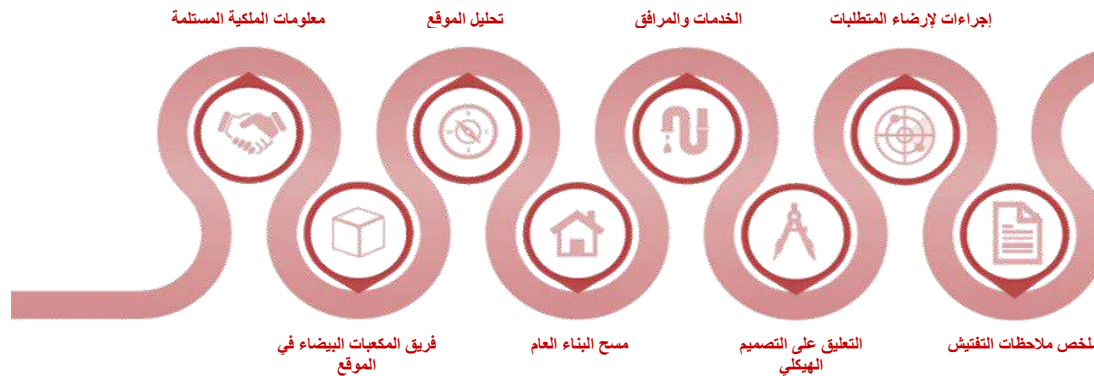 معلومات الملكية المستلمة
تحليل الموقع
الخدمات والمرافق
إجراءات لإرضاء المتطلبات
فريق المكعبات البيضاء في
الموقع
مسح البناء العام
التعليق على التصميم
الهيكلي
ملخص ملاحظات التفتيش